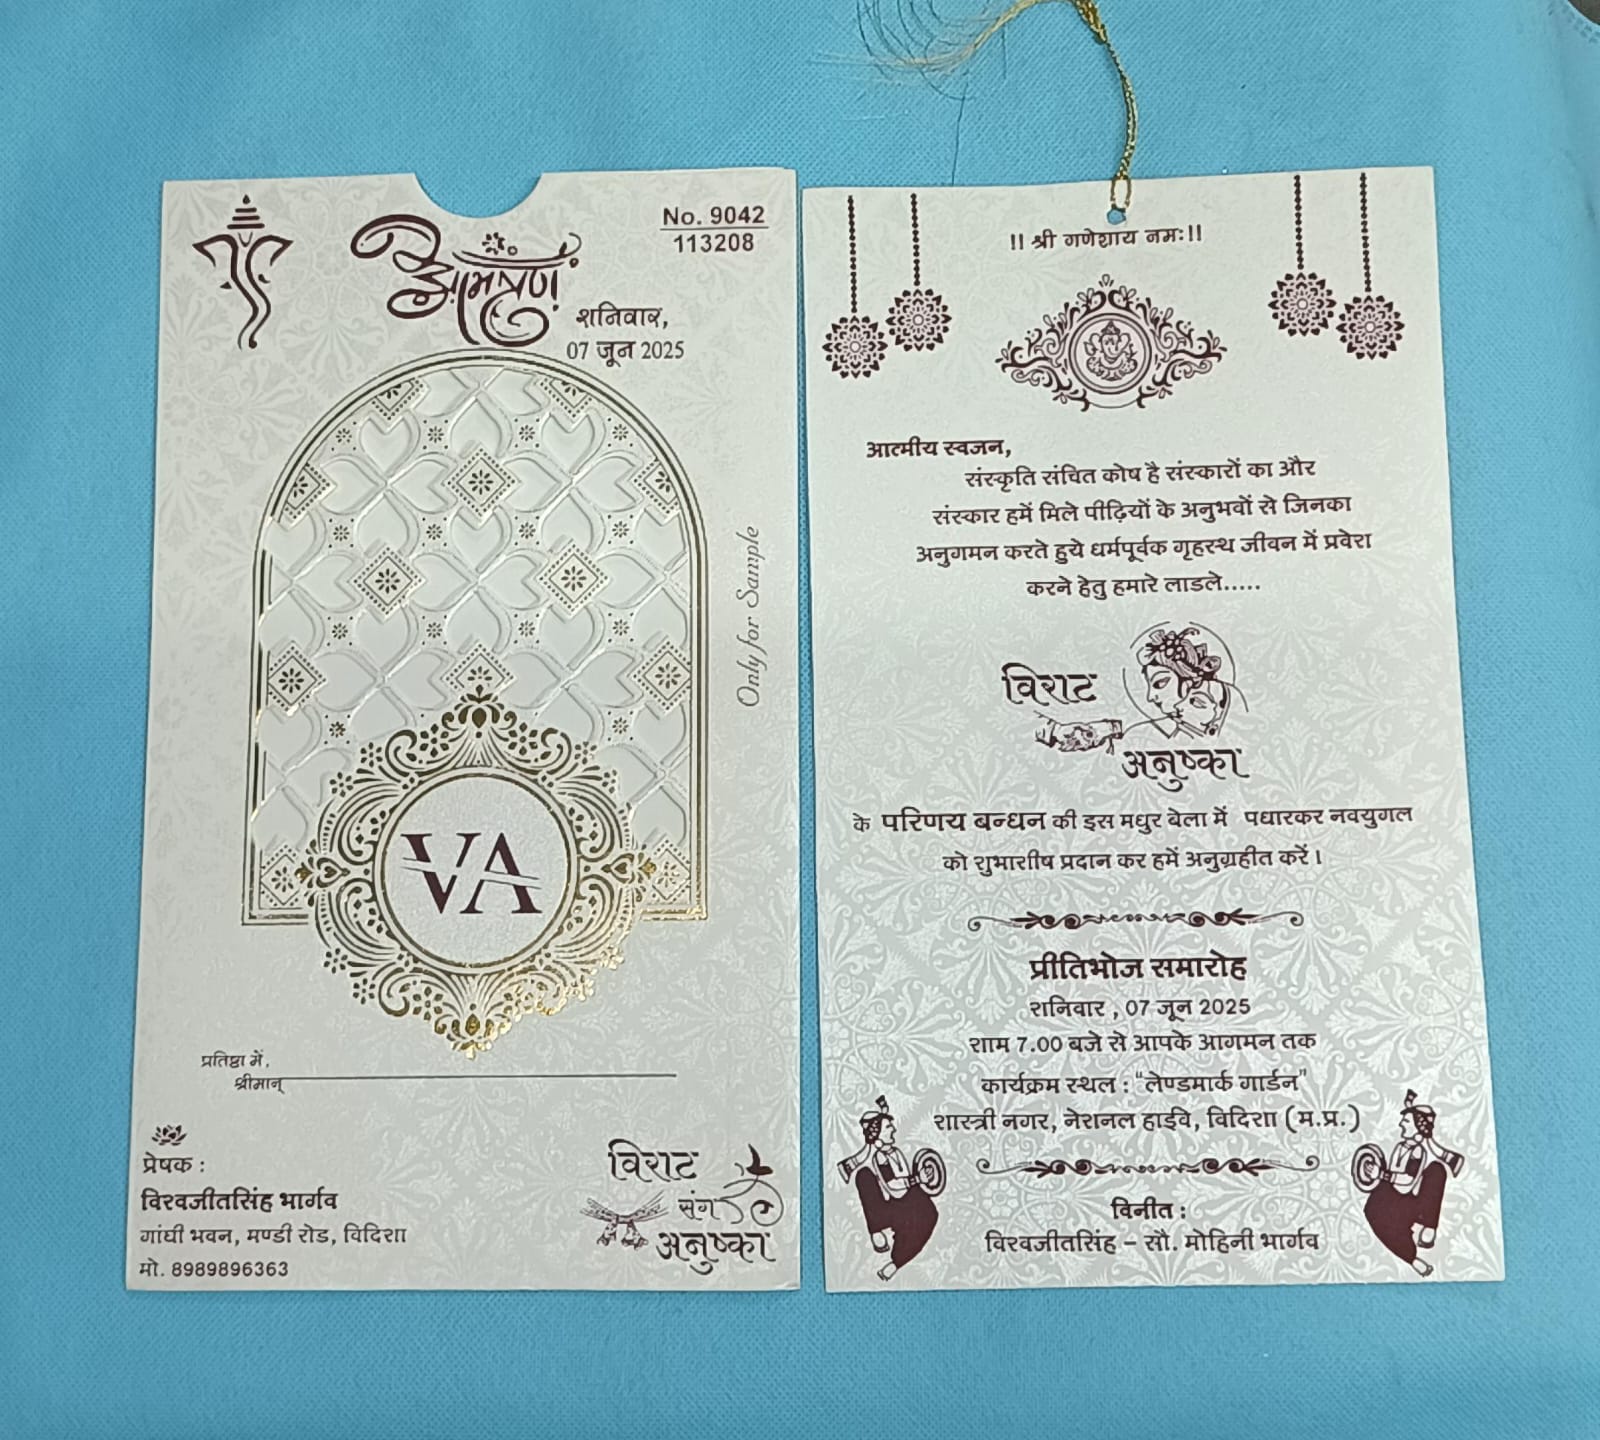 आमंत्रण
No. 9042
113208
शनिवार,
07 जून 2025
Only for Sample
VA
प्रतिष्ठा में,
श्रीमान्
प्रेषक :
विश्वजीतसिंह भार्गव
गांधी भवन, मण्डी रोड, विदिशा
मो. 8989896363
विराट
संग
अनुष्का
!! श्री गणेशाय नमः!!
आत्मीय स्वजन,
संस्कृति संचित कोष है संस्कारों का और
संस्कार हमें मिले पीढ़ियों के अनुभवों से जिनका
अनुगमन करते हुये धर्मपूर्वक गृहस्थ जीवन में प्रवेश
करने हेतु हमारे लाडले.....
विराट
अनुष्का
के परिणय बन्धन की इस मधुर बेला में पधारकर नवयुगल
को शुभाशीष प्रदान कर हमें अनुग्रहीत करें।
प्रीतिभोज समारोह
शनिवार , 07 जून 2025
शाम 7.00 बजे से आपके आगमन तक
कार्यक्रम स्थल : “लेण्डमार्क गार्डन”
शास्त्री नगर, नेशनल हाईवे, विदिशा (म.प्र.)
विनीत :
विश्वजीतसिंह – सौ. मोहिनी भार्गव